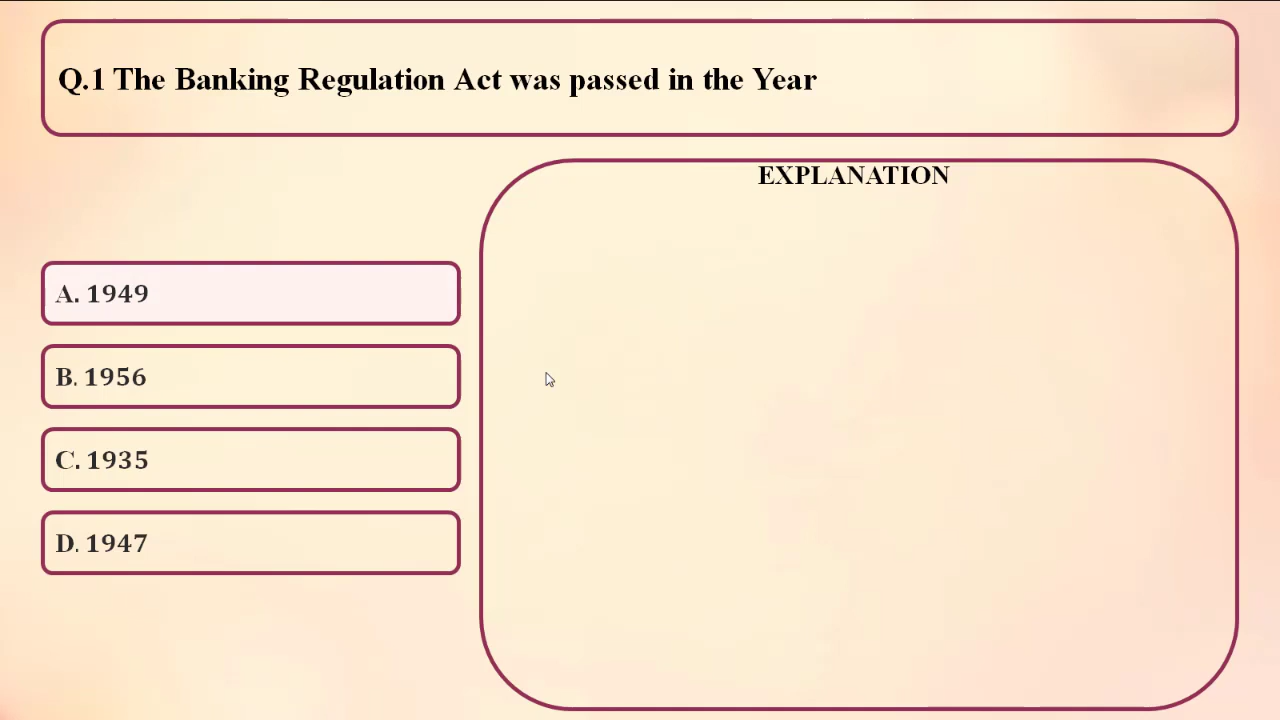 Q.1 The Banking Regulation Act was passed in the Year
EXPLANATION
A. 1949
B. 1956
C. 1935
D. 1947